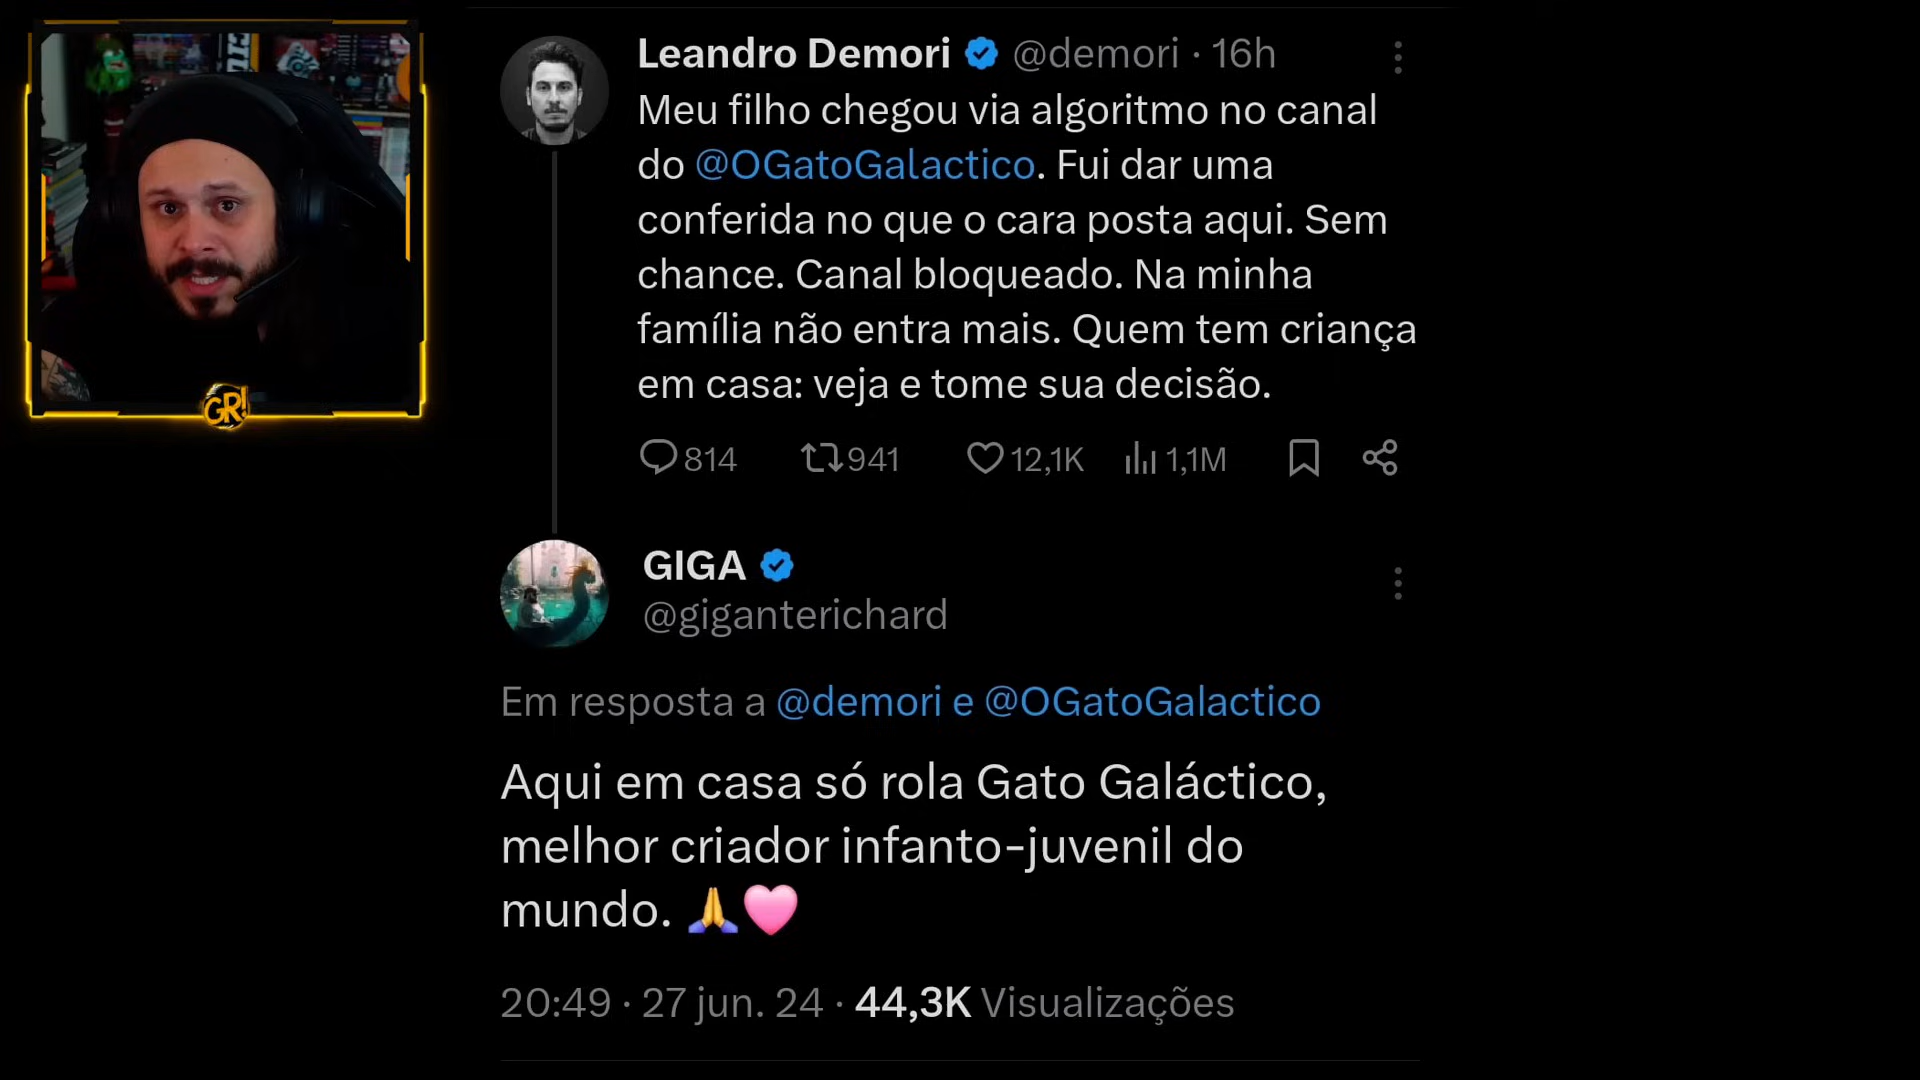 GR!
Leandro Demori @demori · 16h
Meu filho chegou via algoritmo no canal
do @OGatoGalactico. Fui dar uma
conferida no que o cara posta aqui. Sem
chance. Canal bloqueado. Na minha
família não entra mais. Quem tem criança
em casa: veja e tome sua decisão.
814 941 12,1K 1,1M
GIGA
@giganterichard
Em resposta a @demori e @OGatoGalactico
Aqui em casa só rola Gato Galáctico,
melhor criador infanto-juvenil do
mundo. 🙏🩷
20:49 · 27 jun. 24 · 44,3K Visualizações